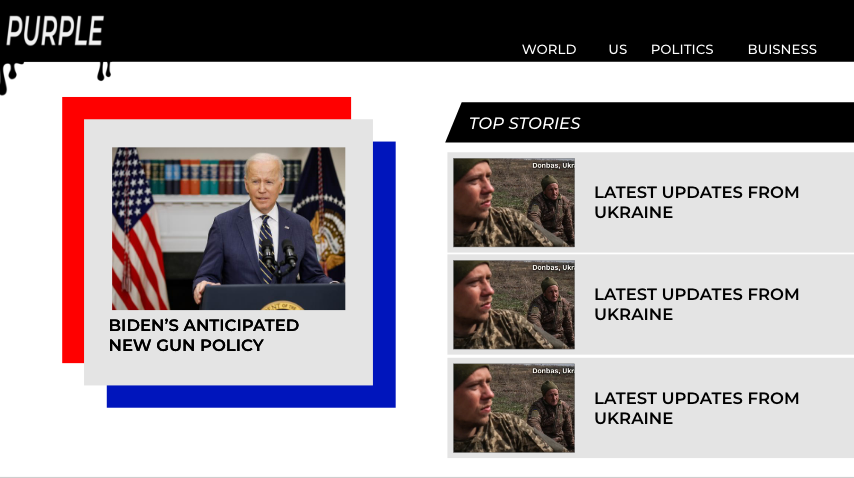 PURPLE
WORLD US POLITICS BUISNESS
TOP STORIES
BIDEN’S ANTICIPATED
NEW GUN POLICY
Donbas, Ukr
LATEST UPDATES FROM
UKRAINE
Donbas, Ukr
LATEST UPDATES FROM
UKRAINE
Donbas, Ukr
LATEST UPDATES FROM
UKRAINE